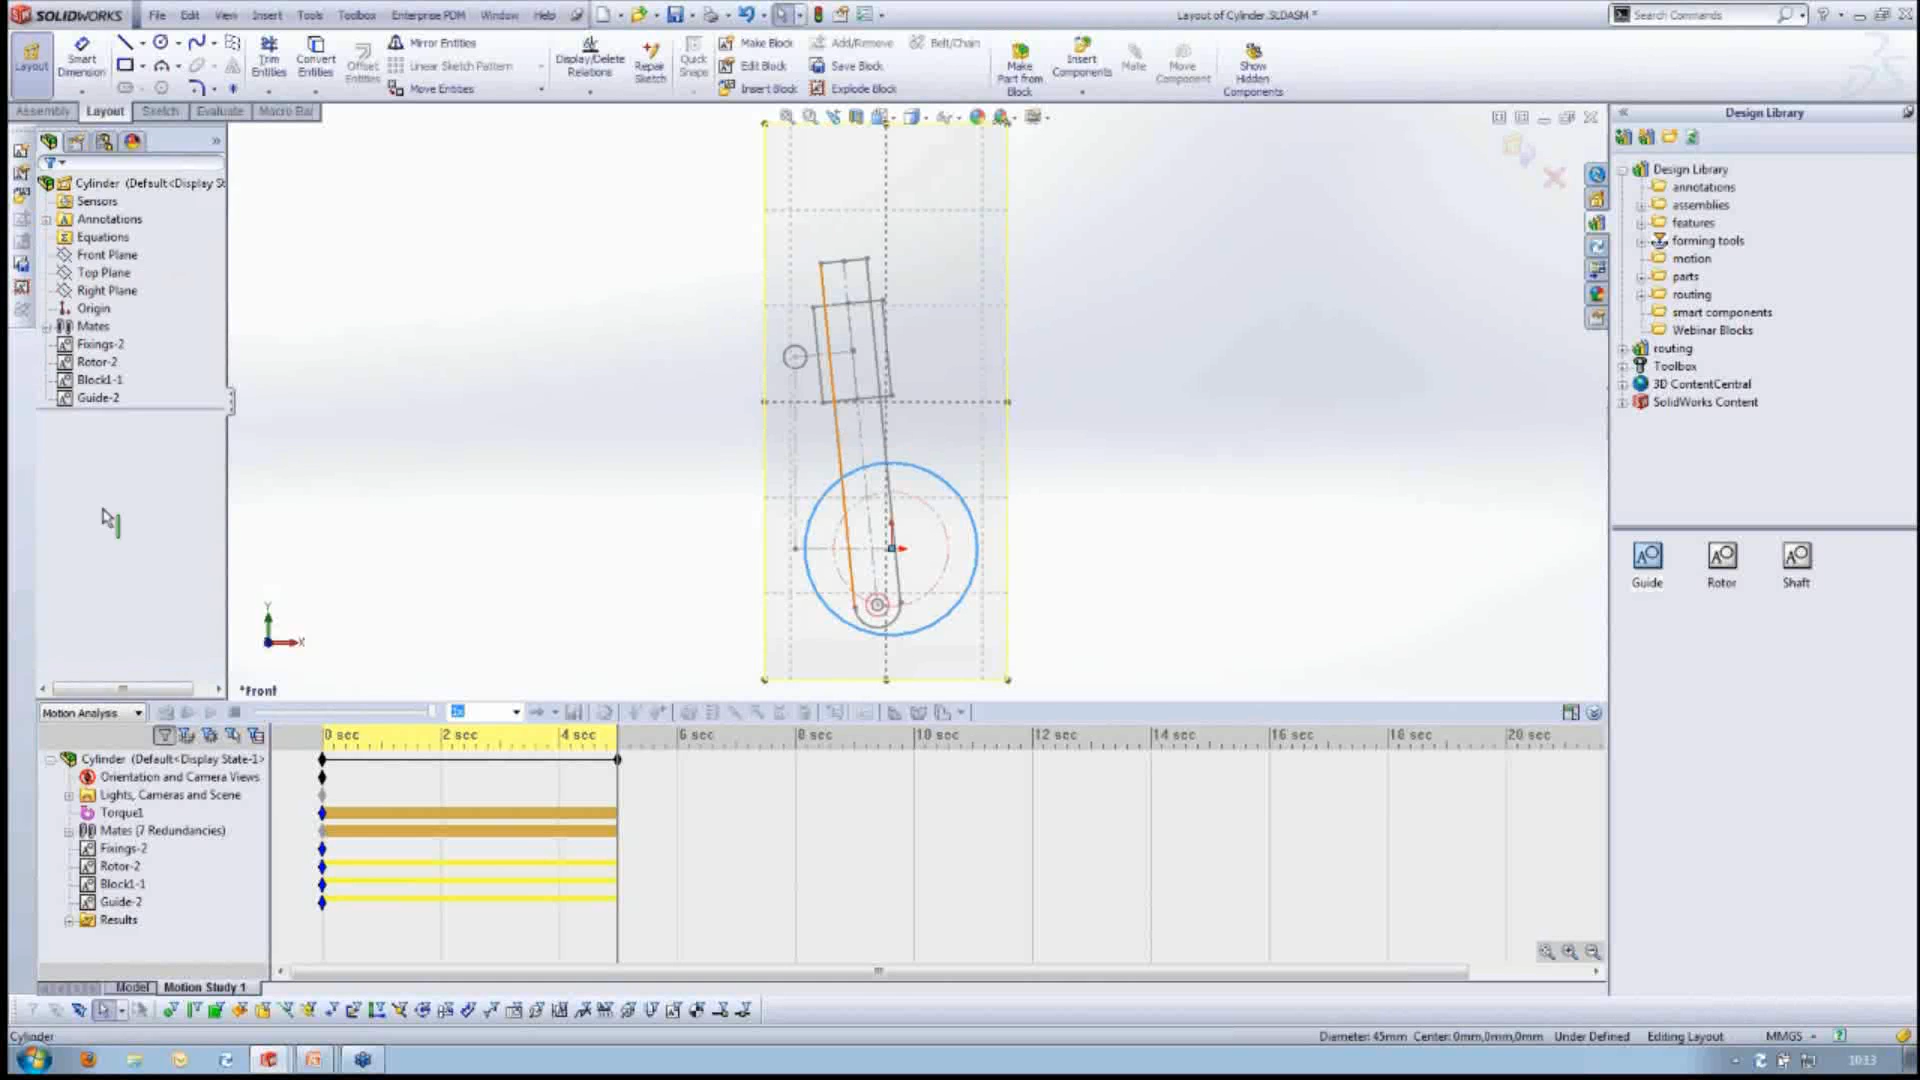 SOLIDWORKS File Edit View Insert Tools Toolbox Enterprise PDM Window Help Layout of Cylinder.SLDASM * Search Commands
Layout Smart Dimension Trim Entities Convert Entities Offset Entities Mirror Entities Linear Sketch Pattern Move Entities Display/Delete Relations Repair Sketch Quick Snaps Make Block Edit Block Insert Block Add/Remove Save Block Explode Block Belt/Chain Make Part from Block Insert Components Mate Move Component Show Hidden Components
Assembly Layout Sketch Evaluate Macro Bar
Cylinder (Default<Display St
Sensors
Annotations
Equations
Front Plane
Top Plane
Right Plane
Origin
Mates
Fixings-2
Rotor-2
Block1-1
Guide-2
Y
X
*Front
Design Library
Design Library
annotations
assemblies
features
forming tools
motion
parts
routing
smart components
Webinar Blocks
routing
Toolbox
3D ContentCentral
SolidWorks Content
Guide Rotor Shaft
Motion Analysis
0 sec 2 sec 4 sec 6 sec 8 sec 10 sec 12 sec 14 sec 16 sec 18 sec 20 sec
Cylinder (Default<Display State-1>
Orientation and Camera Views
Lights, Cameras and Scene
Torque1
Mates (7 Redundancies)
Fixings-2
Rotor-2
Block1-1
Guide-2
Results
Model Motion Study 1
Cylinder Diameter: 45mm Center: 0mm,0mm,0mm Under Defined Editing Layout MMGS
10:13